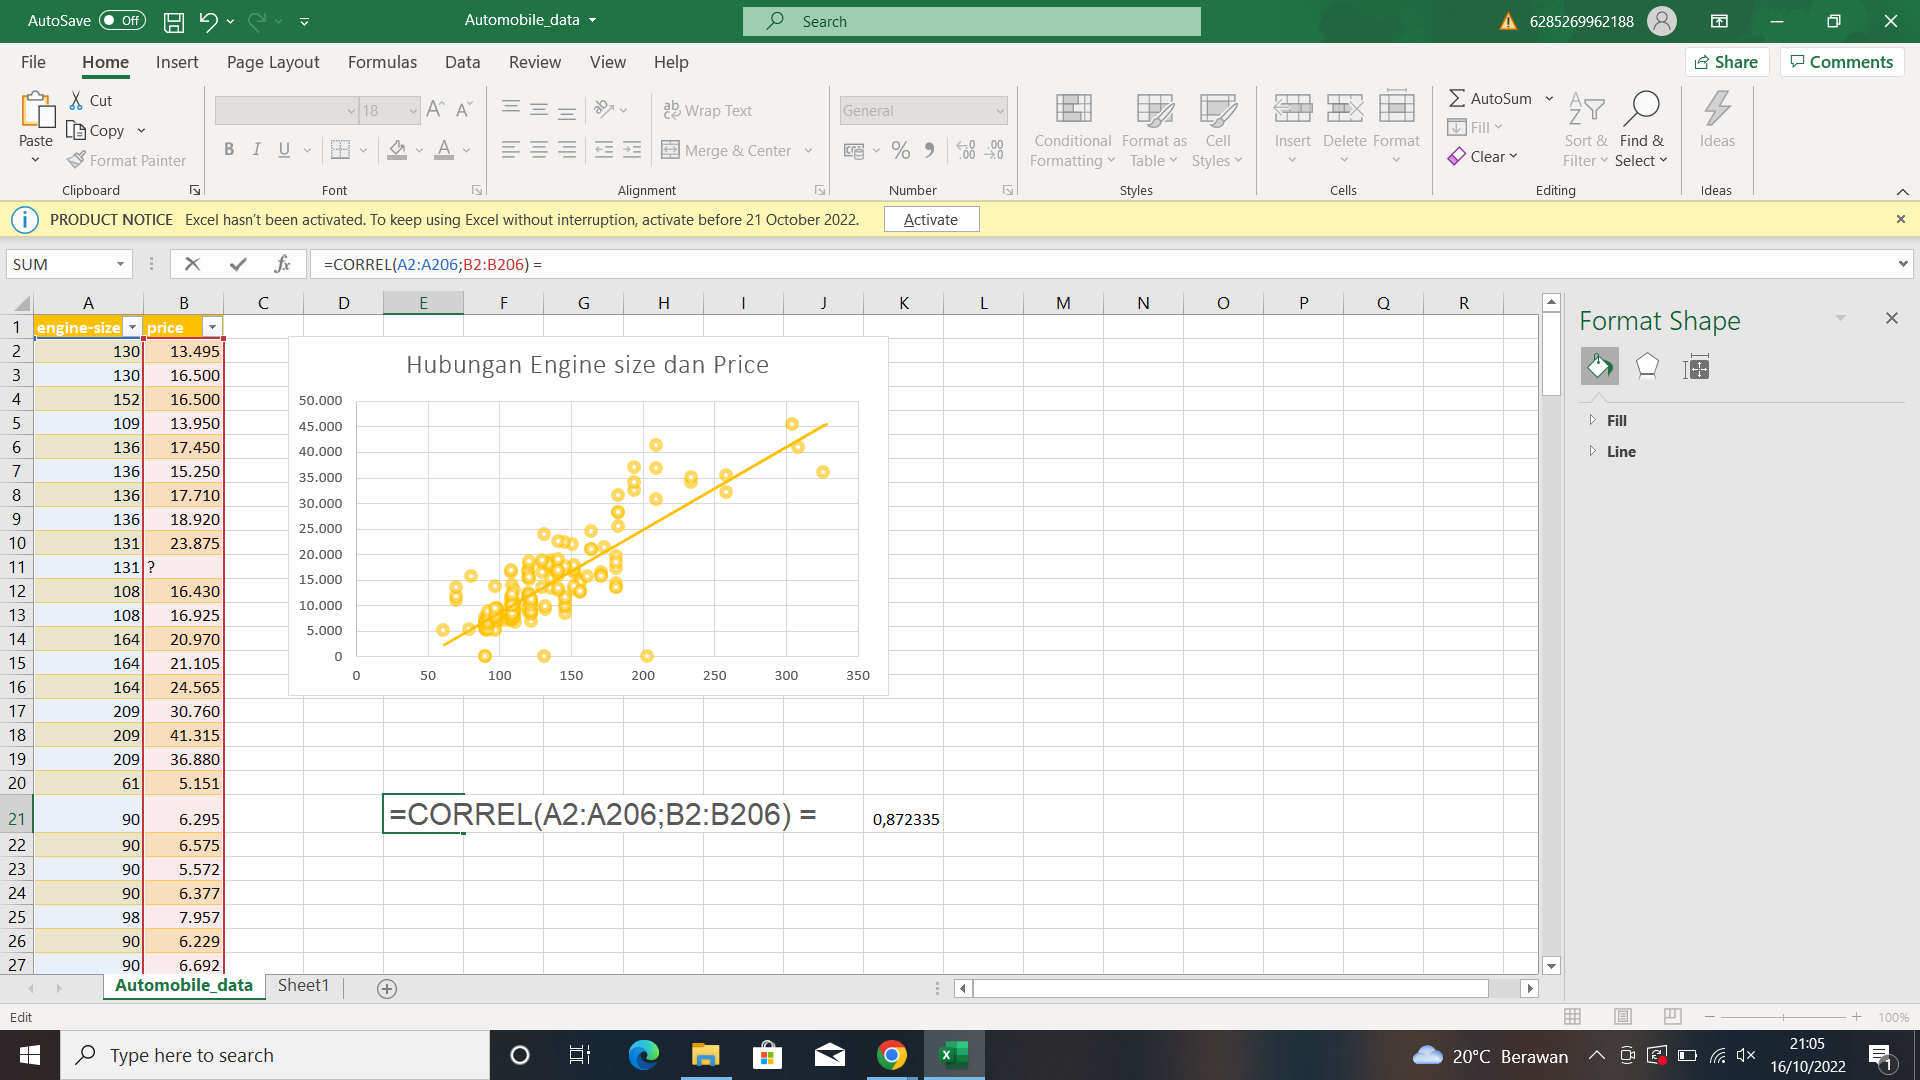 AutoSave Off
Automobile_data
Search
6285269962188
File Home Insert Page Layout Formulas Data Review View Help
Share Comments
Paste
Cut
Copy
Format Painter
Clipboard
18
B I U A
Font
Wrap Text
Merge & Center
Alignment
General
%
Number
Conditional Formatting
Format as Table
Cell Styles
Styles
Insert Delete Format
Cells
AutoSum
Fill
Clear
Sort & Filter
Find & Select
Editing
Ideas
Ideas
PRODUCT NOTICE Excel hasn't been activated. To keep using Excel without interruption, activate before 21 October 2022. Activate
SUM
fx
=CORREL(A2:A206;B2:B206) =
A B C D E F G H I J K L M N O P Q R
1 engine-size price
2 130 13.495
3 130 16.500
4 152 16.500
5 109 13.950
6 136 17.450
7 136 15.250
8 136 17.710
9 136 18.920
10 131 23.875
11 131 ?
12 108 16.430
13 108 16.925
14 164 20.970
15 164 21.105
16 164 24.565
17 209 30.760
18 209 41.315
19 209 36.880
20 61 5.151
21 90 6.295
22 90 6.575
23 90 5.572
24 90 6.377
25 98 7.957
26 90 6.229
27 90 6.692
Hubungan Engine size dan Price
50.000
45.000
40.000
35.000
30.000
25.000
20.000
15.000
10.000
5.000
0
0 50 100 150 200 250 300 350
=CORREL(A2:A206;B2:B206) =
0,872335
Format Shape
Fill
Line
Automobile_data Sheet1
Edit
100%
Type here to search
20°C Berawan
21:05
16/10/2022
1